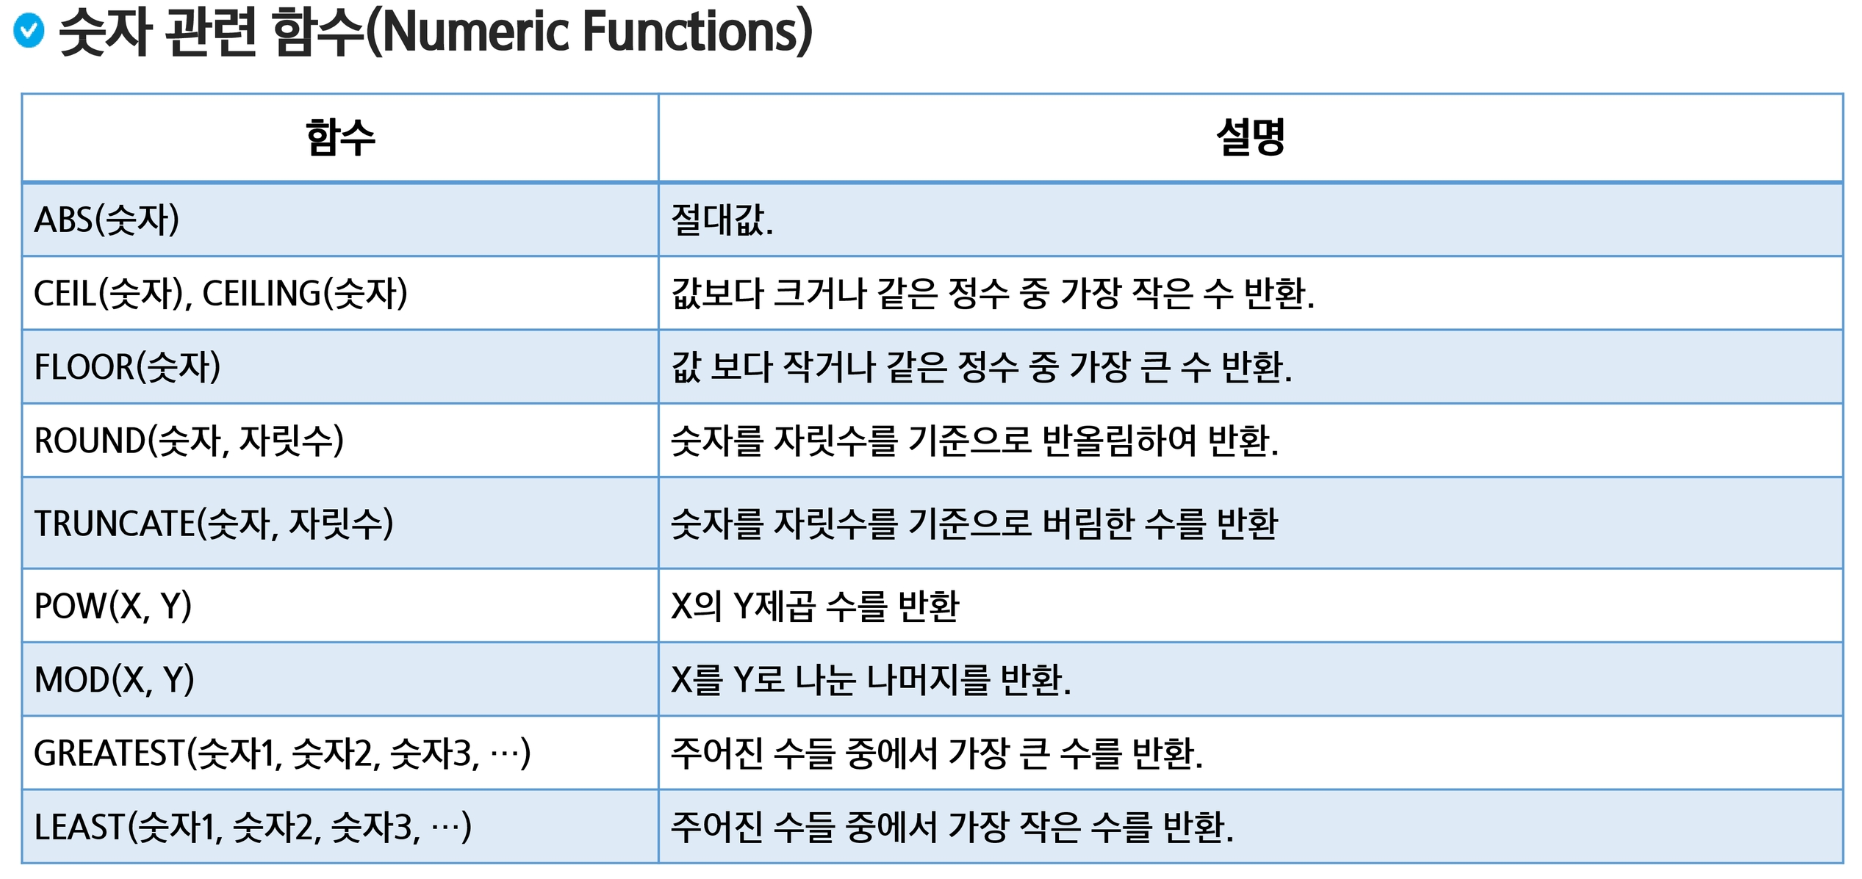 숫자 관련 함수(Numeric Functions)
함수 설명
ABS(숫자) 절대값.
CEIL(숫자), CEILING(숫자) 값보다 크거나 같은 정수 중 가장 작은 수 반환.
FLOOR(숫자) 값 보다 작거나 같은 정수 중 가장 큰 수 반환.
ROUND(숫자, 자릿수) 숫자를 자릿수를 기준으로 반올림하여 반환.
TRUNCATE(숫자, 자릿수) 숫자를 자릿수를 기준으로 버림한 수를 반환
POW(X, Y) X의 Y제곱 수를 반환
MOD(X, Y) X를 Y로 나눈 나머지를 반환.
GREATEST(숫자1, 숫자2, 숫자3, …) 주어진 수들 중에서 가장 큰 수를 반환.
LEAST(숫자1, 숫자2, 숫자3, …) 주어진 수들 중에서 가장 작은 수를 반환.